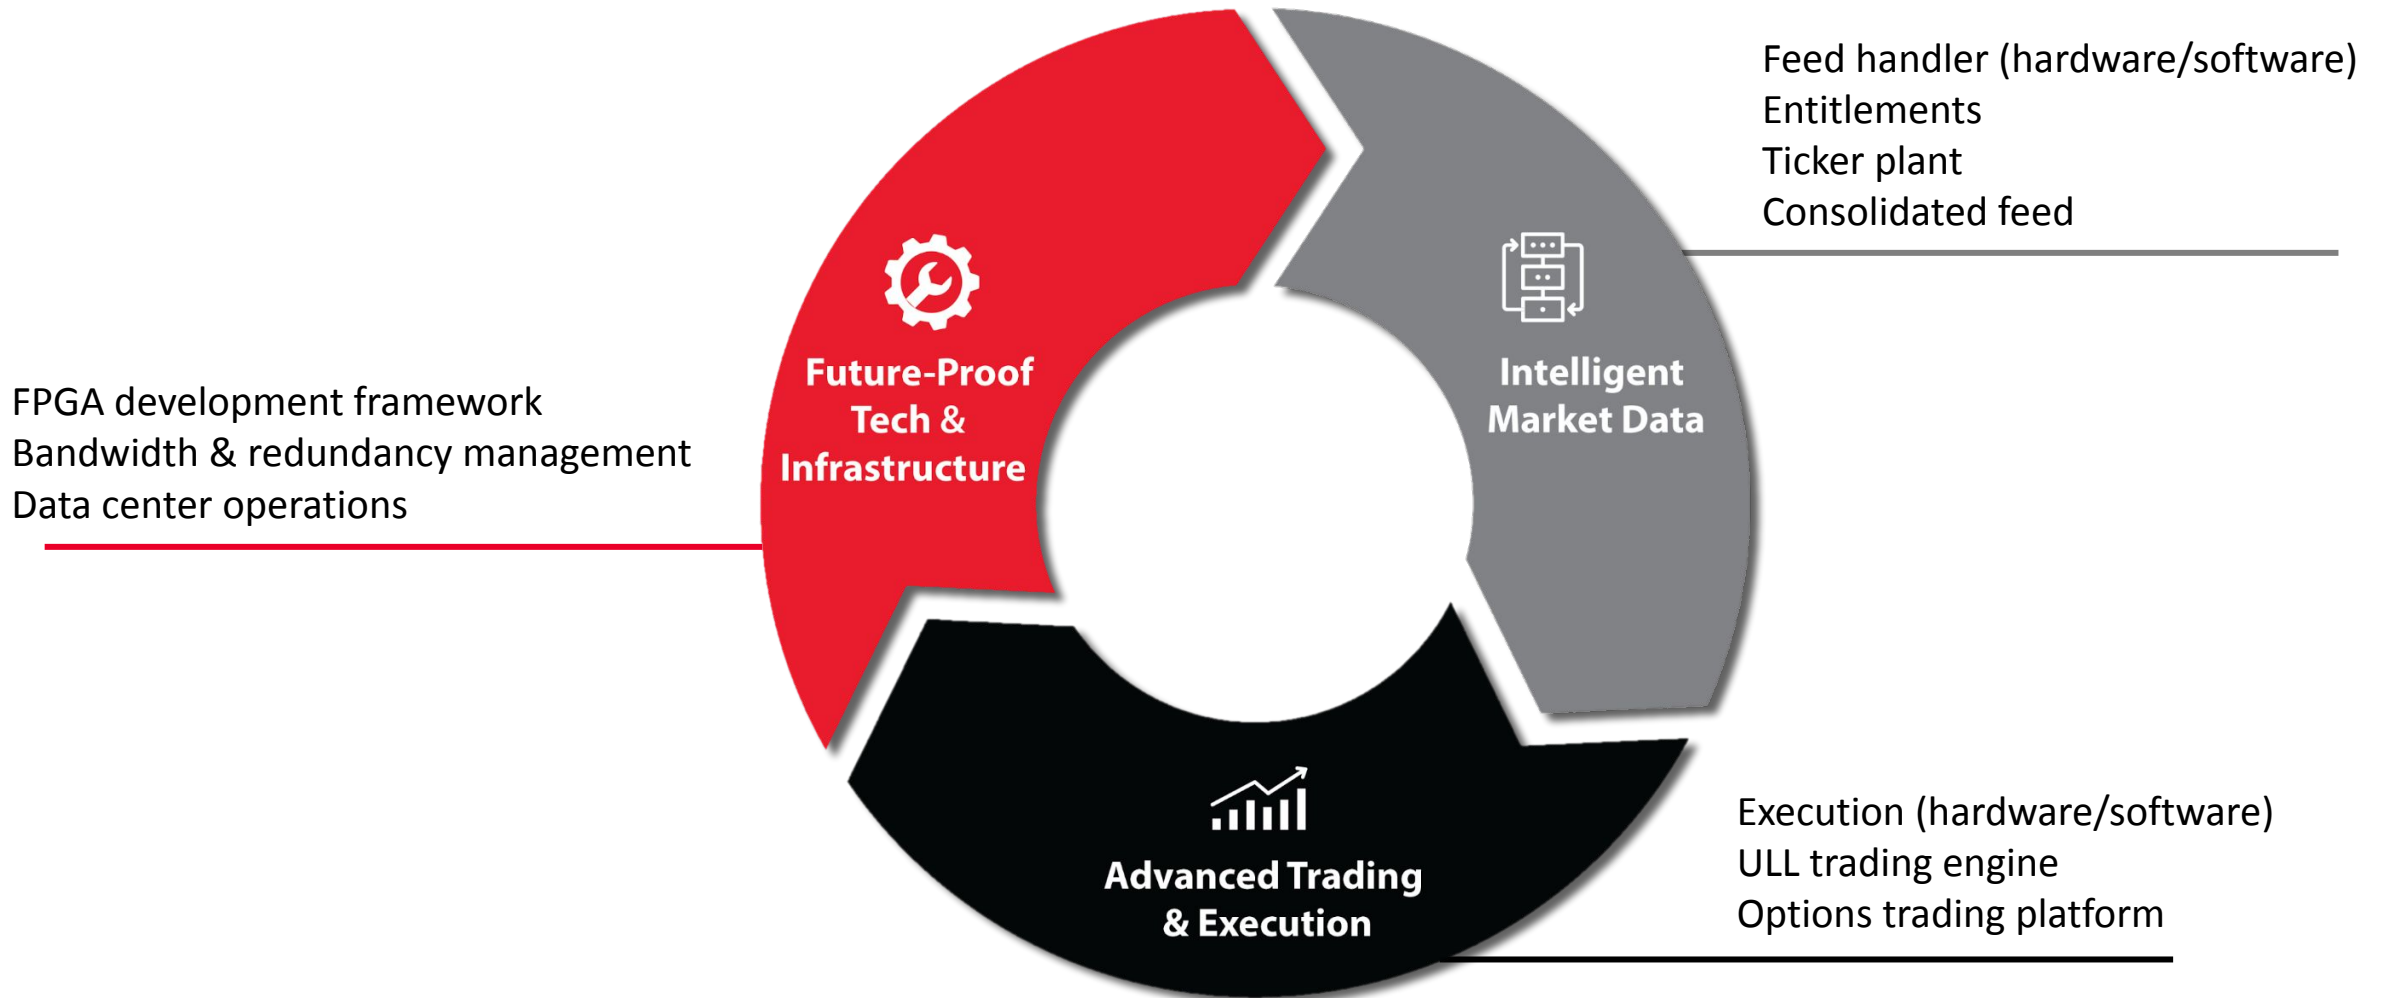 Feed handler (hardware/software)
Entitlements
Ticker plant
Consolidated feed
Future-Proof
Tech &
Infrastructure
Intelligent
Market Data
FPGA development framework
Bandwidth & redundancy management
Data center operations
Advanced Trading
& Execution
Execution (hardware/software)
ULL trading engine
Options trading platform